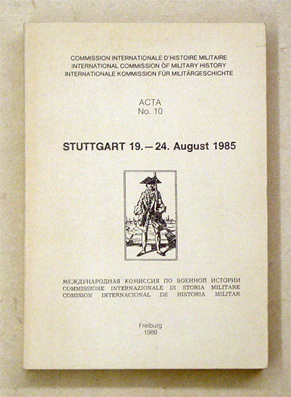 COMMISSION INTERNATIONALE D'HISTOIRE MILITAIRE
INTERNATIONAL COMMISSION OF MILITARY HISTORY
INTERNATIONALE KOMMISSION FÜR MILITÄRGESCHICHTE
ACTA
No. 10
STUTTGART 19. — 24. August 1985
МЕЖДУНАРОДНАЯ КОМИССИЯ ПО ВОЕННОП ИСТОРИИ
COMMISSIONE INTERNAZIONALE DI STORIA MILITARE
COMISION INTERNACIONAL DE HISTORIA MILITAR
Freiburg
1986